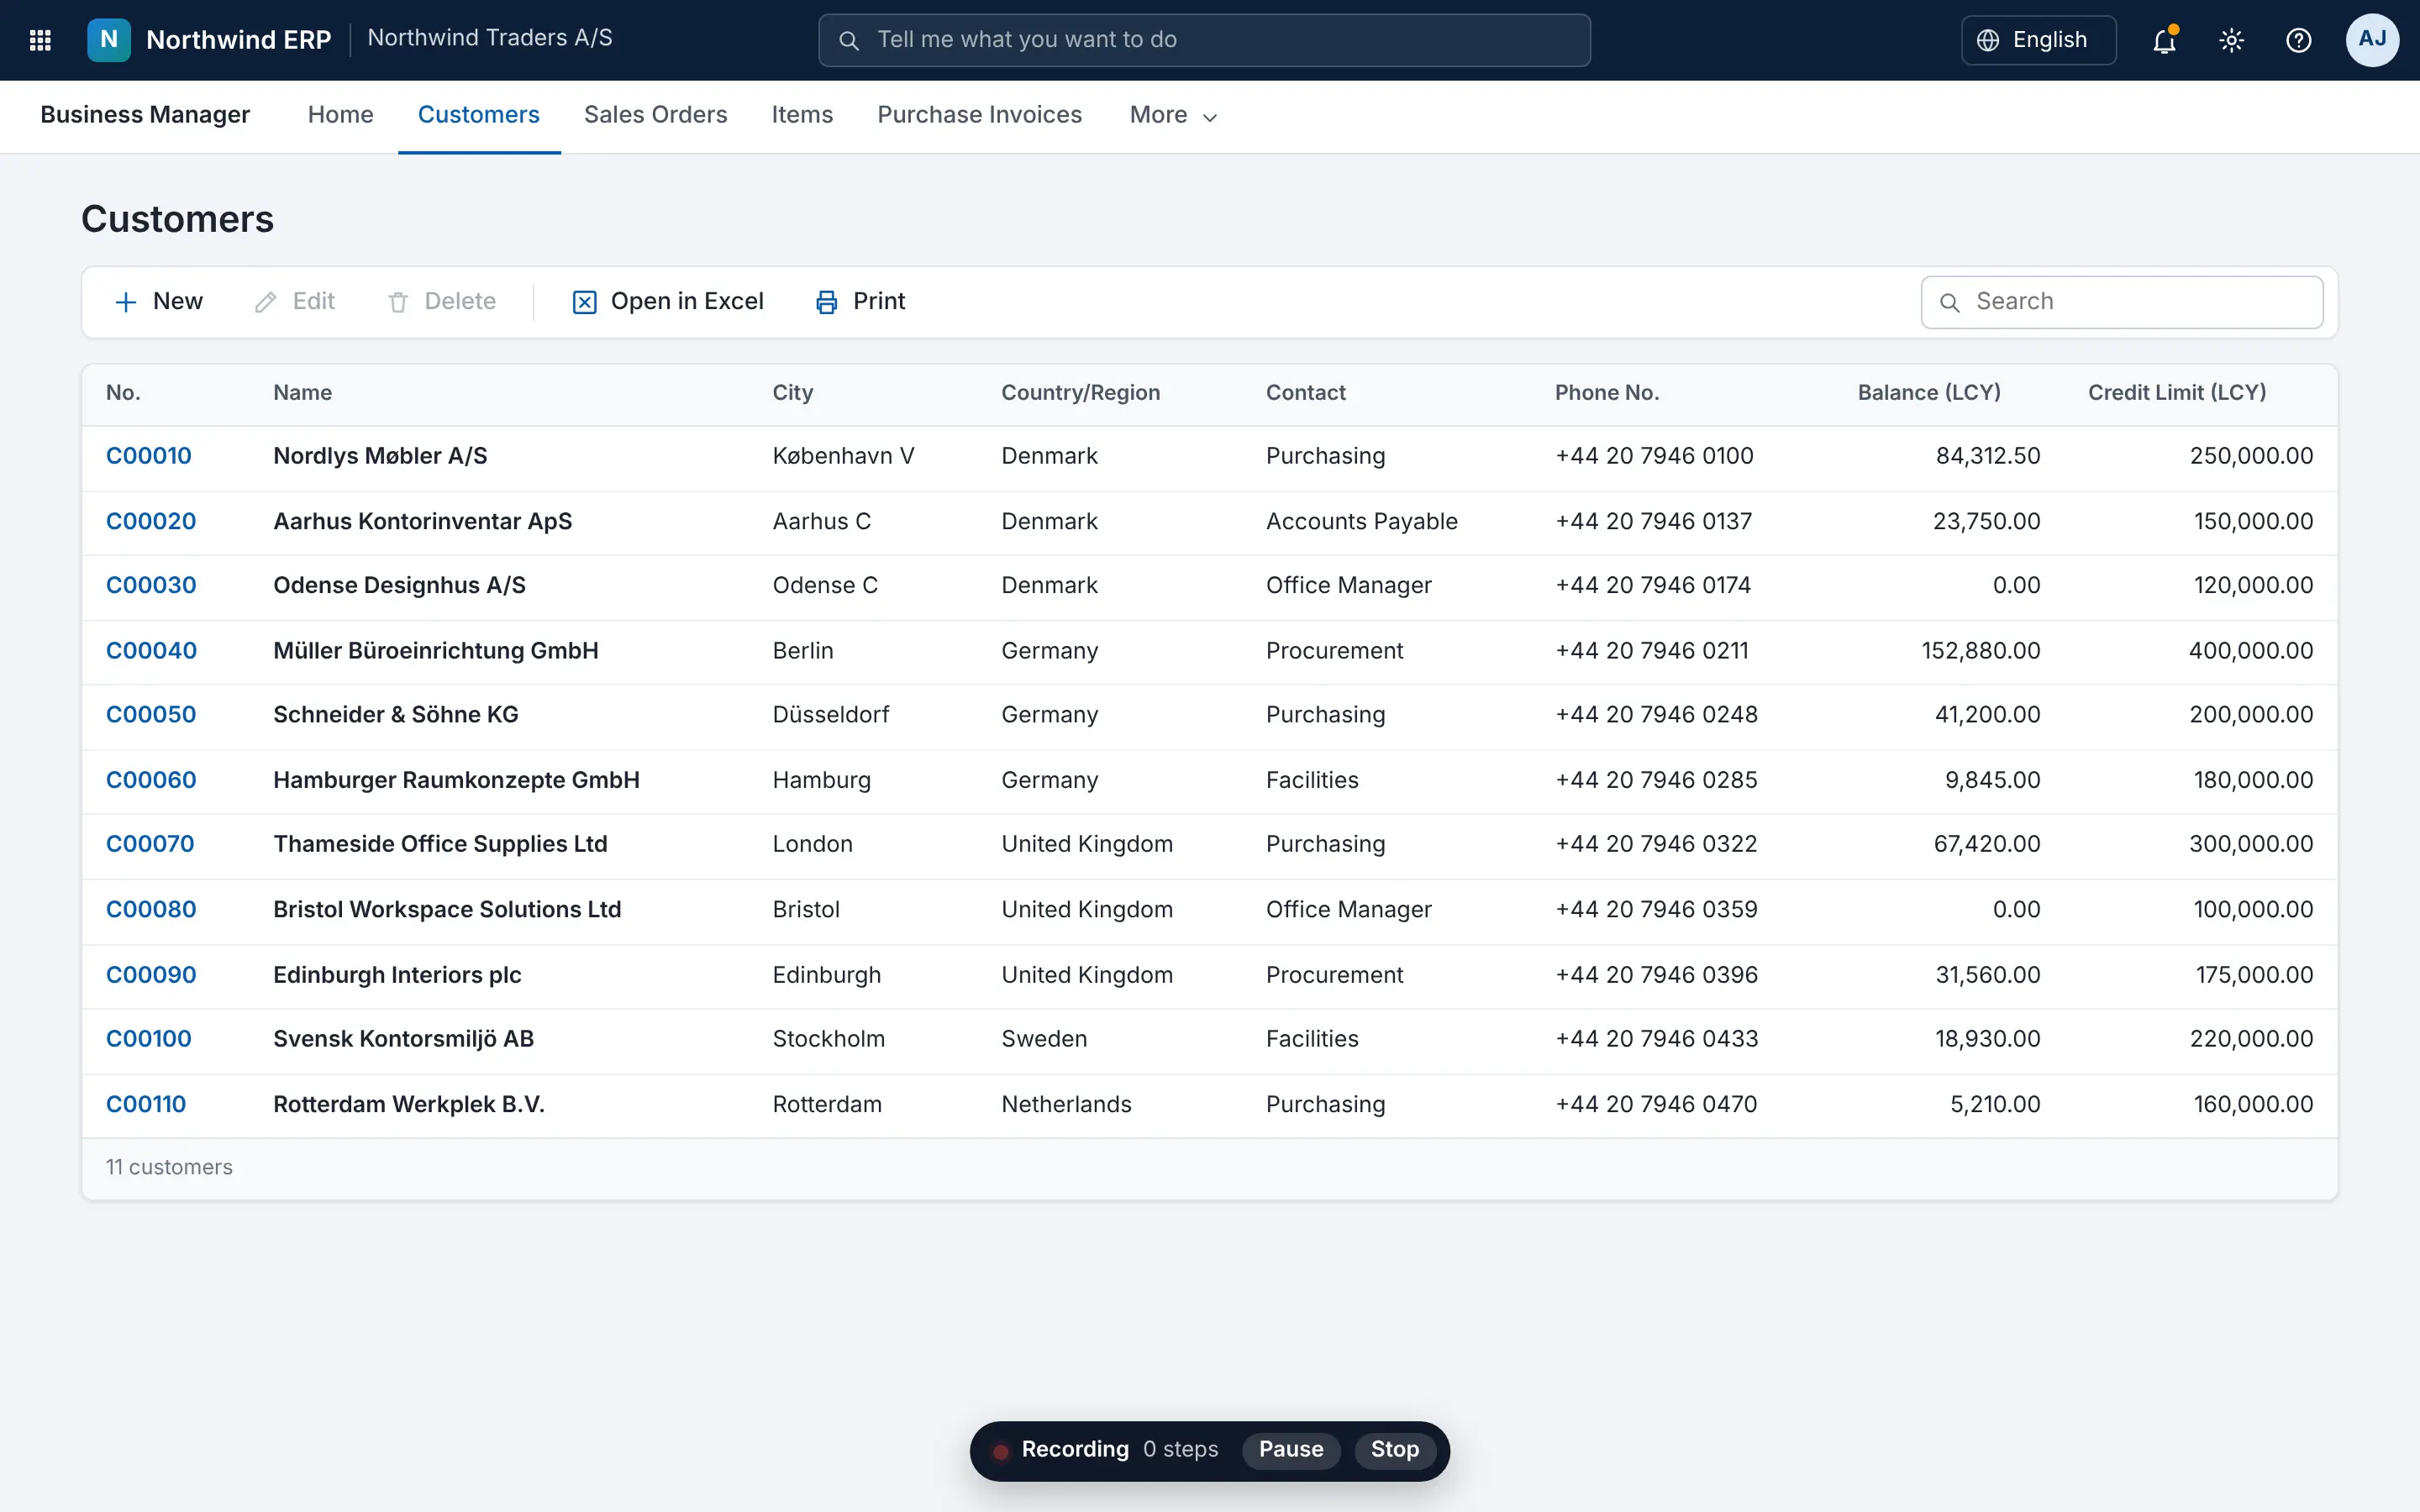 N Northwind ERP Northwind Traders A/S Tell me what you want to do English AJ
Business Manager Home Customers Sales Orders Items Purchase Invoices More
Customers
New Edit Delete Open in Excel Print Search
No. Name City Country/Region Contact Phone No. Balance (LCY) Credit Limit (LCY)
C00010 Nordlys Møbler A/S København V Denmark Purchasing +44 20 7946 0100 84,312.50 250,000.00
C00020 Aarhus Kontorinventar ApS Aarhus C Denmark Accounts Payable +44 20 7946 0137 23,750.00 150,000.00
C00030 Odense Designhus A/S Odense C Denmark Office Manager +44 20 7946 0174 0.00 120,000.00
C00040 Müller Büroeinrichtung GmbH Berlin Germany Procurement +44 20 7946 0211 152,880.00 400,000.00
C00050 Schneider & Söhne KG Düsseldorf Germany Purchasing +44 20 7946 0248 41,200.00 200,000.00
C00060 Hamburger Raumkonzepte GmbH Hamburg Germany Facilities +44 20 7946 0285 9,845.00 180,000.00
C00070 Thameside Office Supplies Ltd London United Kingdom Purchasing +44 20 7946 0322 67,420.00 300,000.00
C00080 Bristol Workspace Solutions Ltd Bristol United Kingdom Office Manager +44 20 7946 0359 0.00 100,000.00
C00090 Edinburgh Interiors plc Edinburgh United Kingdom Procurement +44 20 7946 0396 31,560.00 175,000.00
C00100 Svensk Kontorsmiljö AB Stockholm Sweden Facilities +44 20 7946 0433 18,930.00 220,000.00
C00110 Rotterdam Werkplek B.V. Rotterdam Netherlands Purchasing +44 20 7946 0470 5,210.00 160,000.00
11 customers
Recording 0 steps Pause Stop